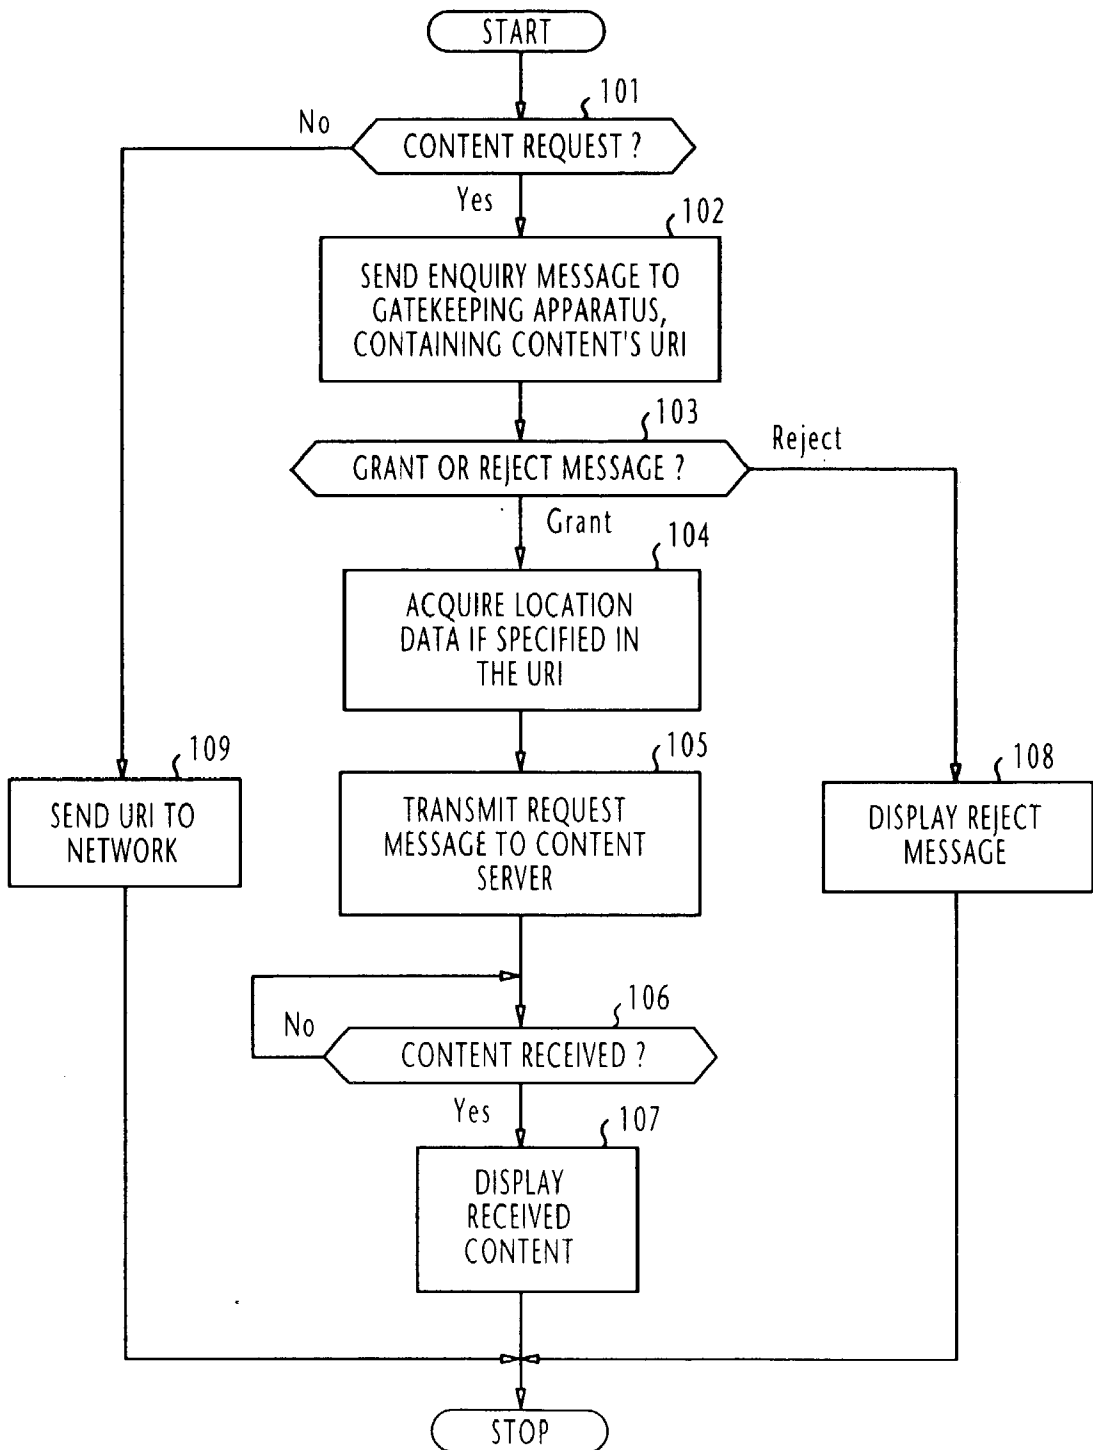 START
101
No
CONTENT REQUEST ?
Yes
102
SEND ENQUIRY MESSAGE TO
GATEKEEPING APPARATUS,
CONTAINING CONTENT'S URI
103
Reject
GRANT OR REJECT MESSAGE ?
Grant
104
ACQUIRE LOCATION
DATA IF SPECIFIED IN
THE URI
109
105
108
SEND URI TO
NETWORK
TRANSMIT REQUEST
MESSAGE TO CONTENT
SERVER
DISPLAY REJECT
MESSAGE
106
No
CONTENT RECEIVED ?
Yes
107
DISPLAY
RECEIVED
CONTENT
STOP